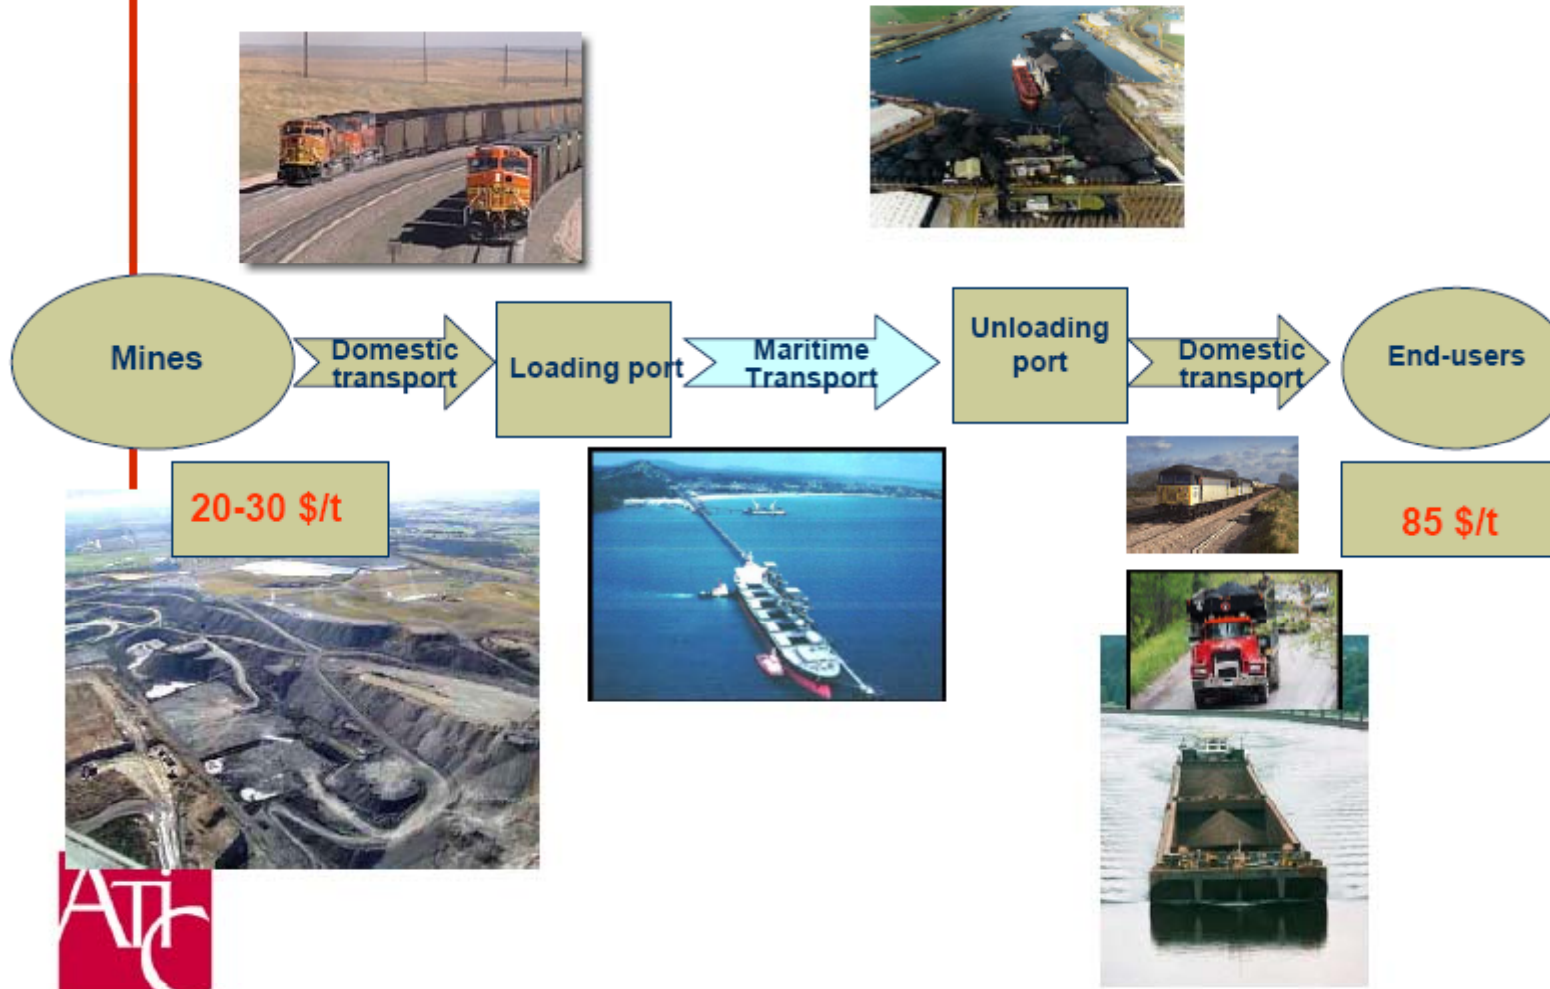 Mines
Domestic
transport
Loading port
Maritime
Transport
Unloading
port
Domestic
transport
End-users
20-30 $/t
85 $/t
ATiC